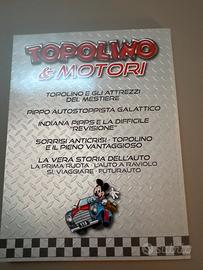 TOPOLINO
& MOTORI
TOPOLINO E GLI ATTREZZI
DEL MESTIERE
PIPPO AUTOSTOPPISTA GALATTICO
INDIANA PIPPS E LA DIFFICILE
"REVISIONE"
SORRISI ANTICRISI - TOPOLINO
E IL PIENO VANTAGGIOSO
LA VERA STORIA DELL'AUTO
LA PRIMA RUOTA - L'AUTO A RAVIOLO
SÌ, VIAGGIARE - FUTURAUTO